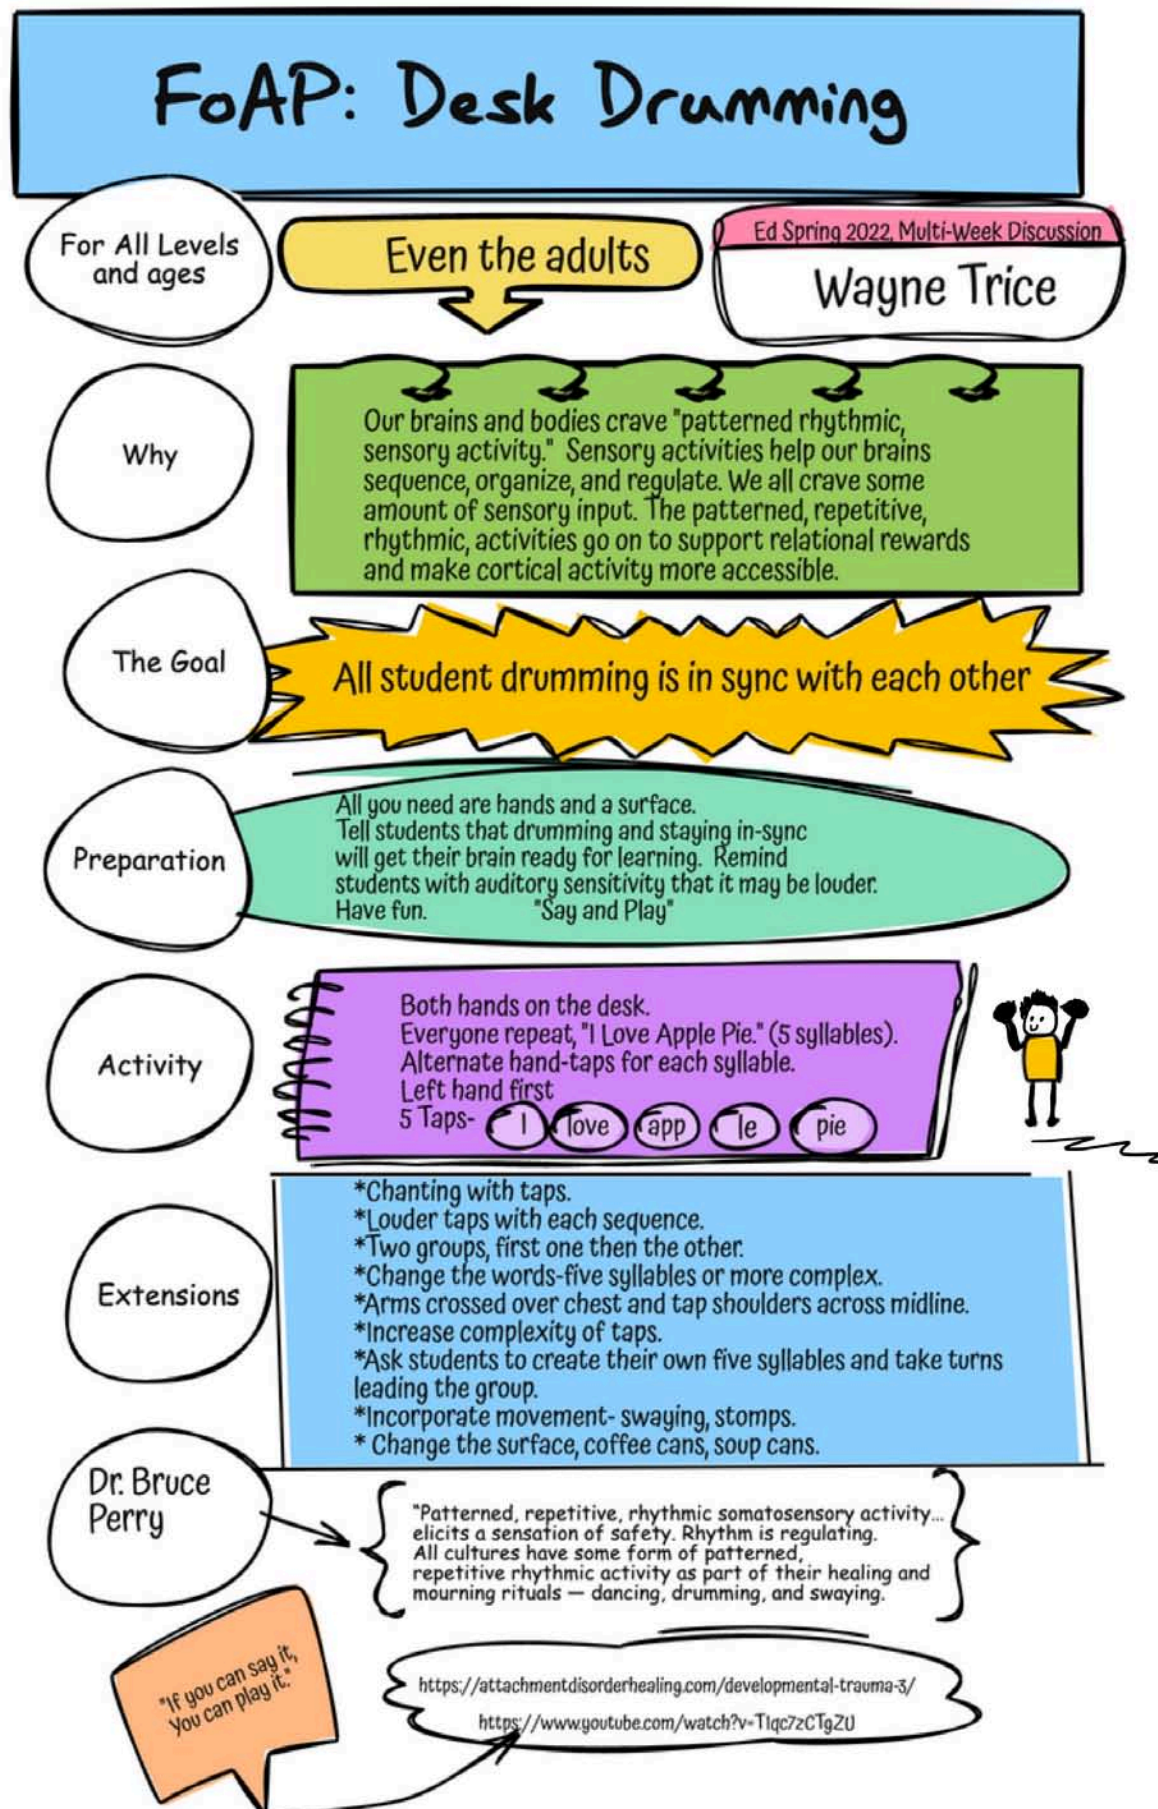 FoAP: Desk Drumming
For All Levels
and ages
Even the adults
Ed Spring 2022, Multi-Week Discussion
Wayne Trice
Why
Our brains and bodies crave "patterned rhythmic,
sensory activity." Sensory activities help our brains
sequence, organize, and regulate. We all crave some
amount of sensory input. The patterned, repetitive,
rhythmic, activities go on to support relational rewards
and make cortical activity more accessible.
The Goal
All student drumming is in sync with each other
Preparation
All you need are hands and a surface.
Tell students that drumming and staying in-sync
will get their brain ready for learning. Remind
students with auditory sensitivity that it may be louder.
Have fun. "Say and Play"
Activity
Both hands on the desk.
Everyone repeat, "I Love Apple Pie." (5 syllables).
Alternate hand-taps for each syllable.
Left hand first
5 Taps- I love app le pie
Extensions
*Chanting with taps.
*Louder taps with each sequence.
*Two groups, first one then the other.
*Change the words-five syllables or more complex.
*Arms crossed over chest and tap shoulders across midline.
*Increase complexity of taps.
*Ask students to create their own five syllables and take turns
leading the group.
*Incorporate movement- swaying, stomps.
* Change the surface, coffee cans, soup cans.
Dr. Bruce
Perry
"Patterned, repetitive, rhythmic somatosensory activity...
elicits a sensation of safety. Rhythm is regulating.
All cultures have some form of patterned,
repetitive rhythmic activity as part of their healing and
mourning rituals — dancing, drumming, and swaying.
"If you can say it,
You can play it."
https://attachmentdisorderhealing.com/developmental-trauma-3/
https://www.youtube.com/watch?v=TIqc7zCTgZU